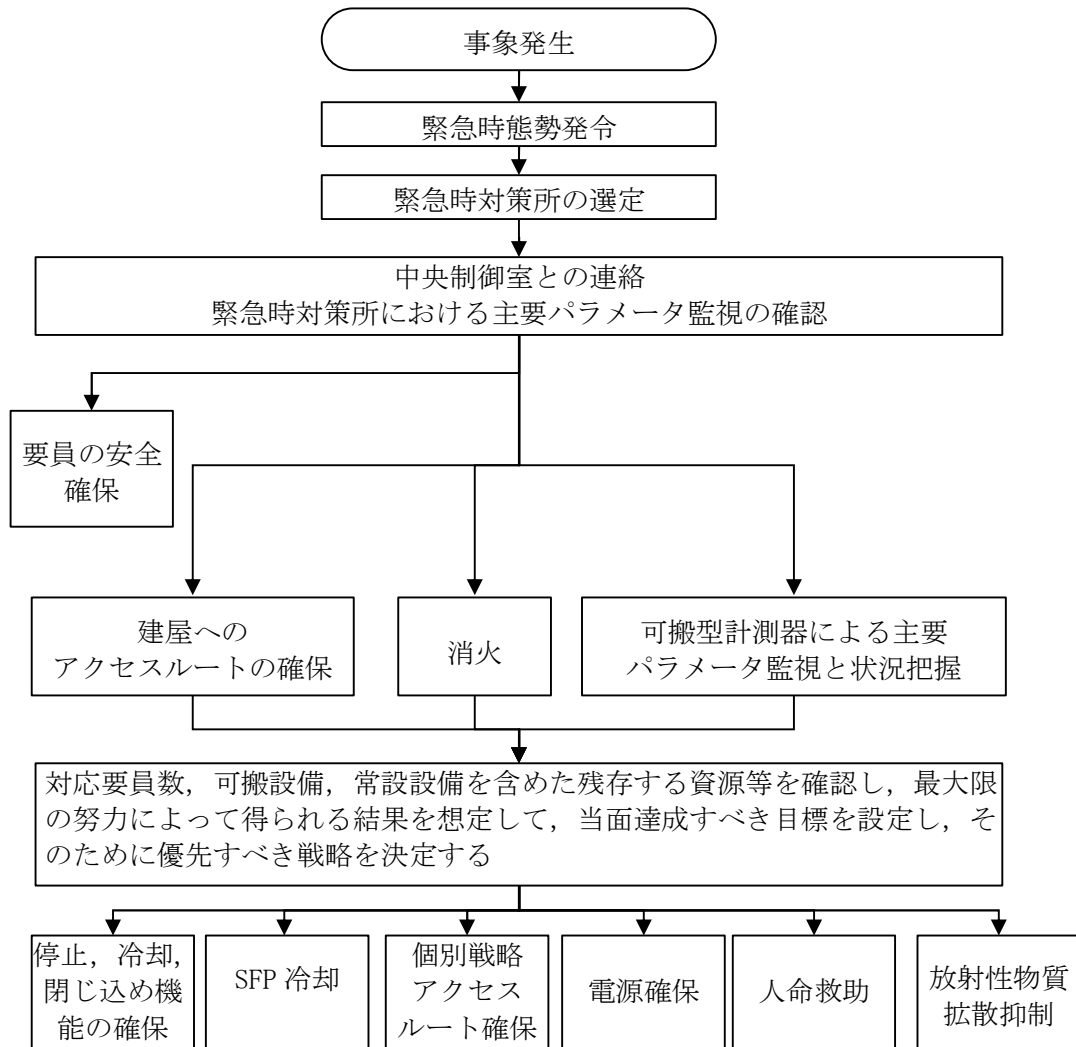 事象発生
緊急時態勢発令
緊急時対策所の選定
中央制御室との連絡
緊急時対策所における主要パラメータ監視の確認
要員の安全
確保
建屋への
アクセスルートの確保
消火
可搬型計測器による主要
パラメータ監視と状況把握
対応要員数，可搬設備，常設設備を含めた残存する資源等を確認し，最大限
の努力によって得られる結果を想定して，当面達成すべき目標を設定し，そ
のために優先すべき戦略を決定する
停止，冷却，
閉じ込め機
能の確保
SFP 冷却
個別戦略
アクセス
ルート確保
電源確保
人命救助
放射性物質
拡散抑制